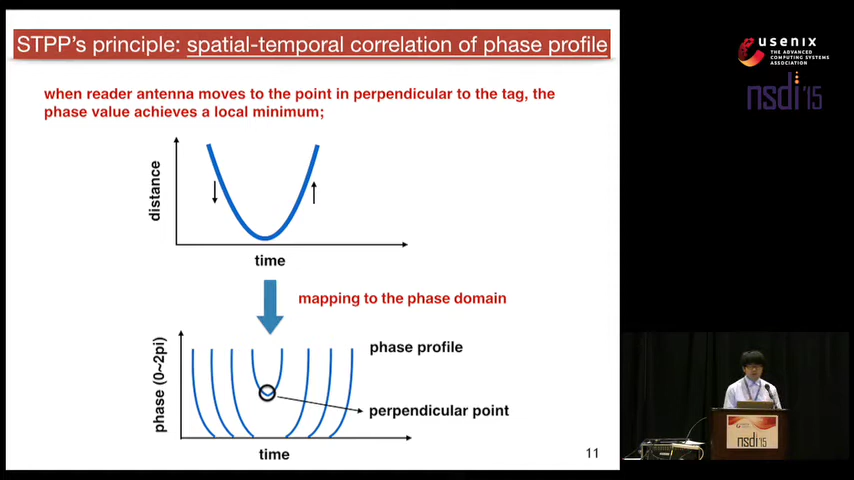 STPP's principle: spatial-temporal correlation of phase profile
when reader antenna moves to the point in perpendicular to the tag, the
phase value achieves a local minimum;
distance
time
mapping to the phase domain
phase (0~2pi)
phase profile
perpendicular point
time
11
usenix
THE ADVANCED
COMPUTING SYSTEMS
ASSOCIATION
nsdi '15
nsdi '15